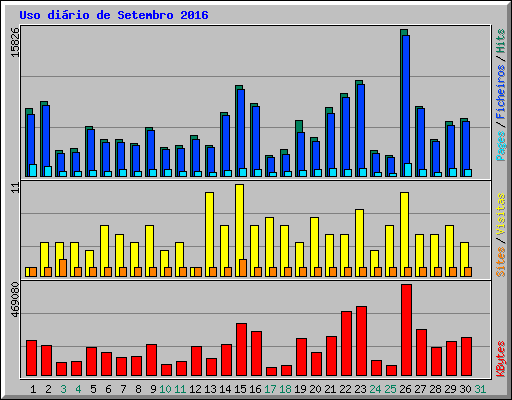 Uso diário de Setembro 2016
15826
11
469080
Pages / Ficheiros / Hits
Sites / Visitas
KBytes
1 2 3 4 5 6 7 8 9 10 11 12 13 14 15 16 17 18 19 20 21 22 23 24 25 26 27 28 29 30 31